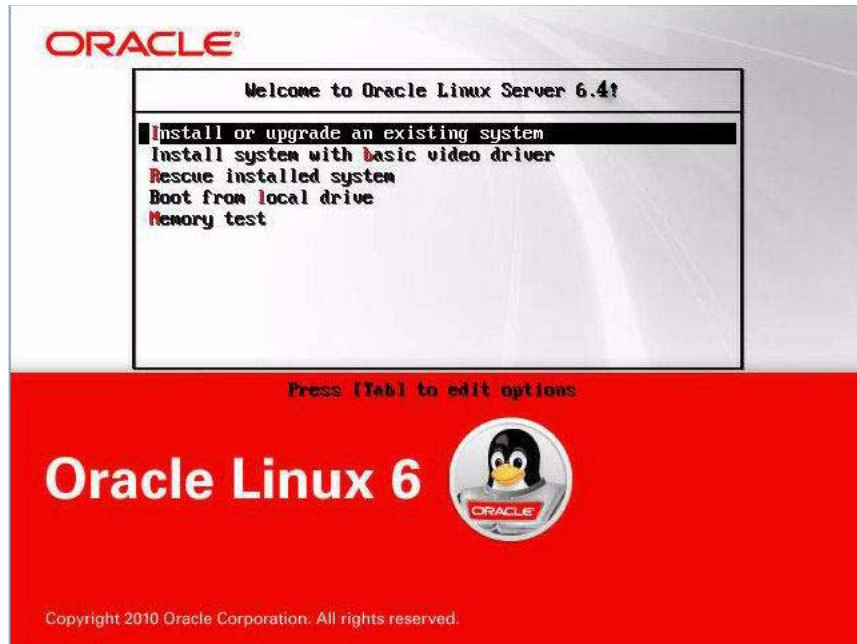 ORACLE
Welcome to Oracle Linux Server 6.4!
Install or upgrade an existing system
Install system with basic video driver
Rescue installed system
Boot from local drive
Memory test
Press [Tab] to edit options
Oracle Linux 6
ORACLE
Copyright 2010 Oracle Corporation. All rights reserved.